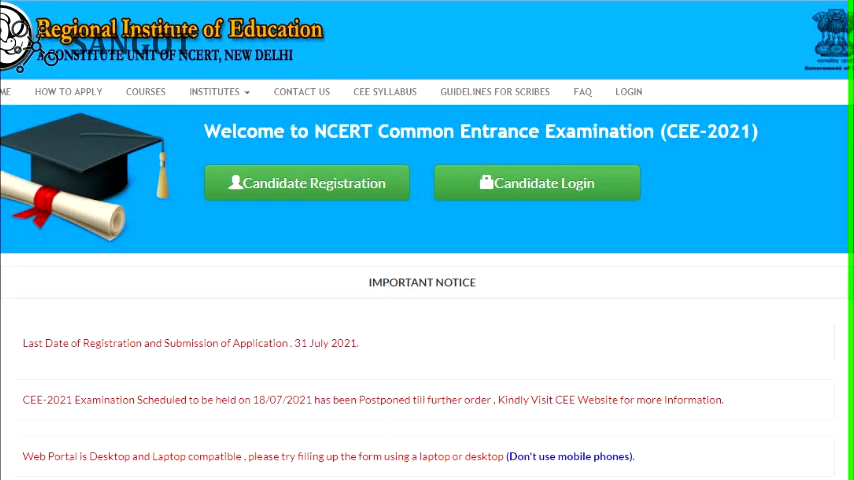 Regional Institute of Education
SANGOT
A CONSTITUTE UNIT OF NCERT, NEW DELHI
ME HOW TO APPLY COURSES INSTITUTES CONTACT US CEE SYLLABUS GUIDELINES FOR SCRIBES FAQ LOGIN
Welcome to NCERT Common Entrance Examination (CEE-2021)
Candidate Registration Candidate Login
IMPORTANT NOTICE
Last Date of Registration and Submission of Application , 31 July 2021.
CEE-2021 Examination Scheduled to be held on 18/07/2021 has been Postponed till further order . Kindly Visit CEE Website for more Information.
Web Portal is Desktop and Laptop compatible , please try filling up the form using a laptop or desktop (Don't use mobile phones).